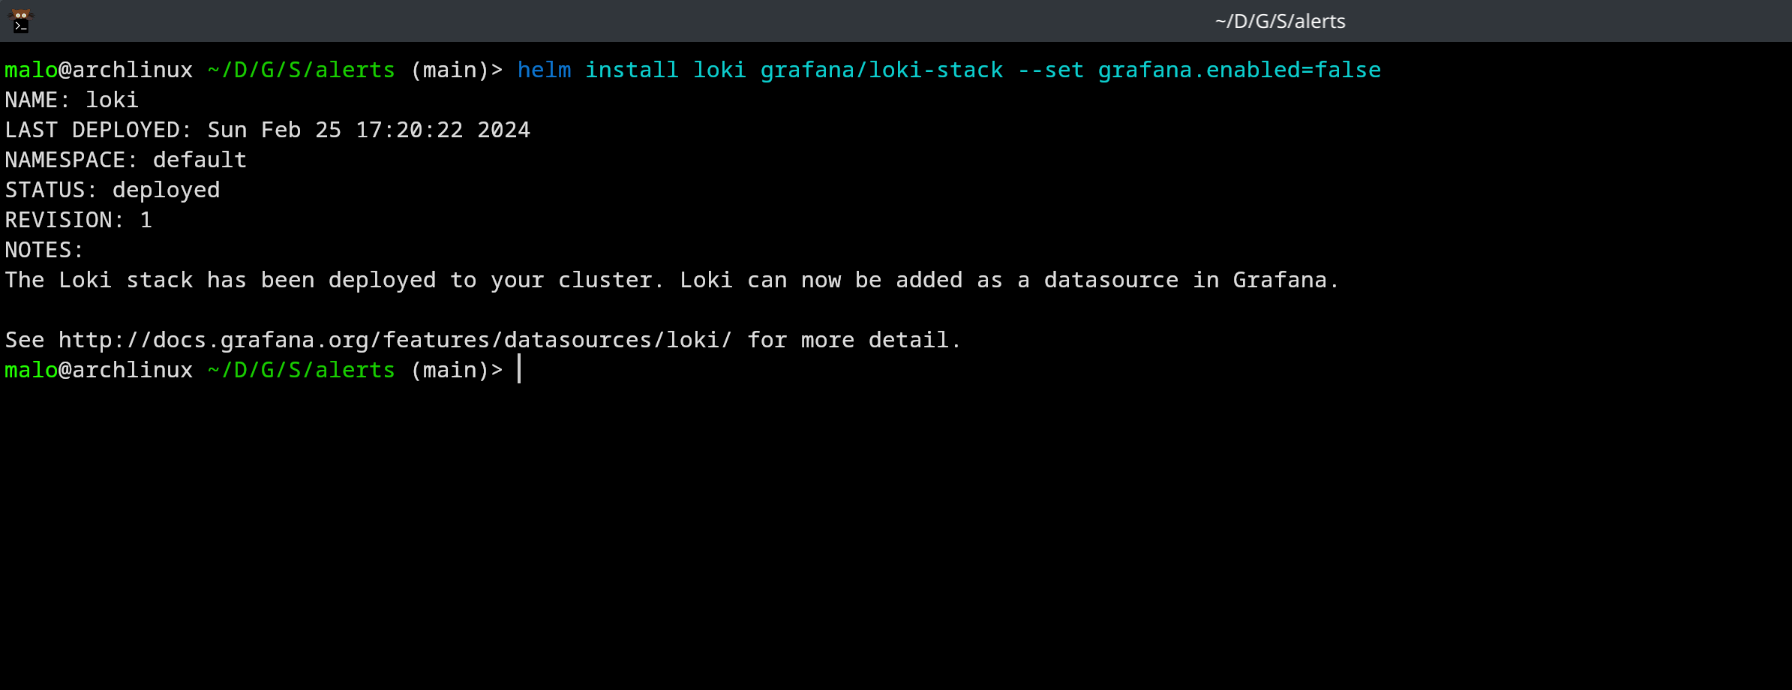 ~/D/G/S/alerts
malo@archlinux ~/D/G/S/alerts (main)> helm install loki grafana/loki-stack --set grafana.enabled=false
NAME: loki
LAST DEPLOYED: Sun Feb 25 17:20:22 2024
NAMESPACE: default
STATUS: deployed
REVISION: 1
NOTES:
The Loki stack has been deployed to your cluster. Loki can now be added as a datasource in Grafana.

See http://docs.grafana.org/features/datasources/loki/ for more detail.
malo@archlinux ~/D/G/S/alerts (main)>